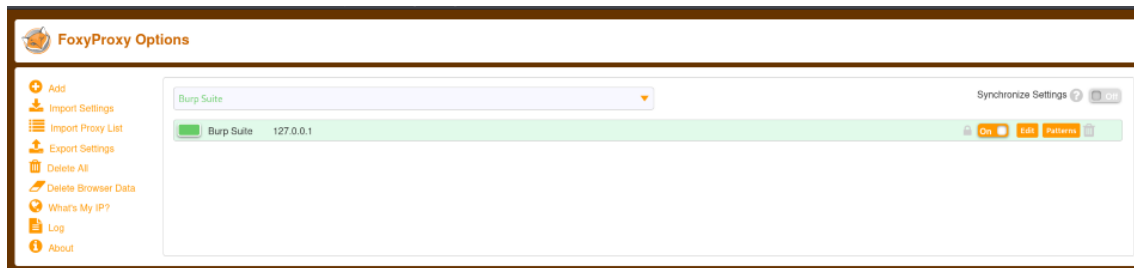 FoxyProxy Options
Add
Import Settings
Import Proxy List
Export Settings
Delete All
Delete Browser Data
What's My IP?
Log
About
Burp Suite
Synchronize Settings ? Off
Burp Suite 127.0.0.1 On Edit Patterns